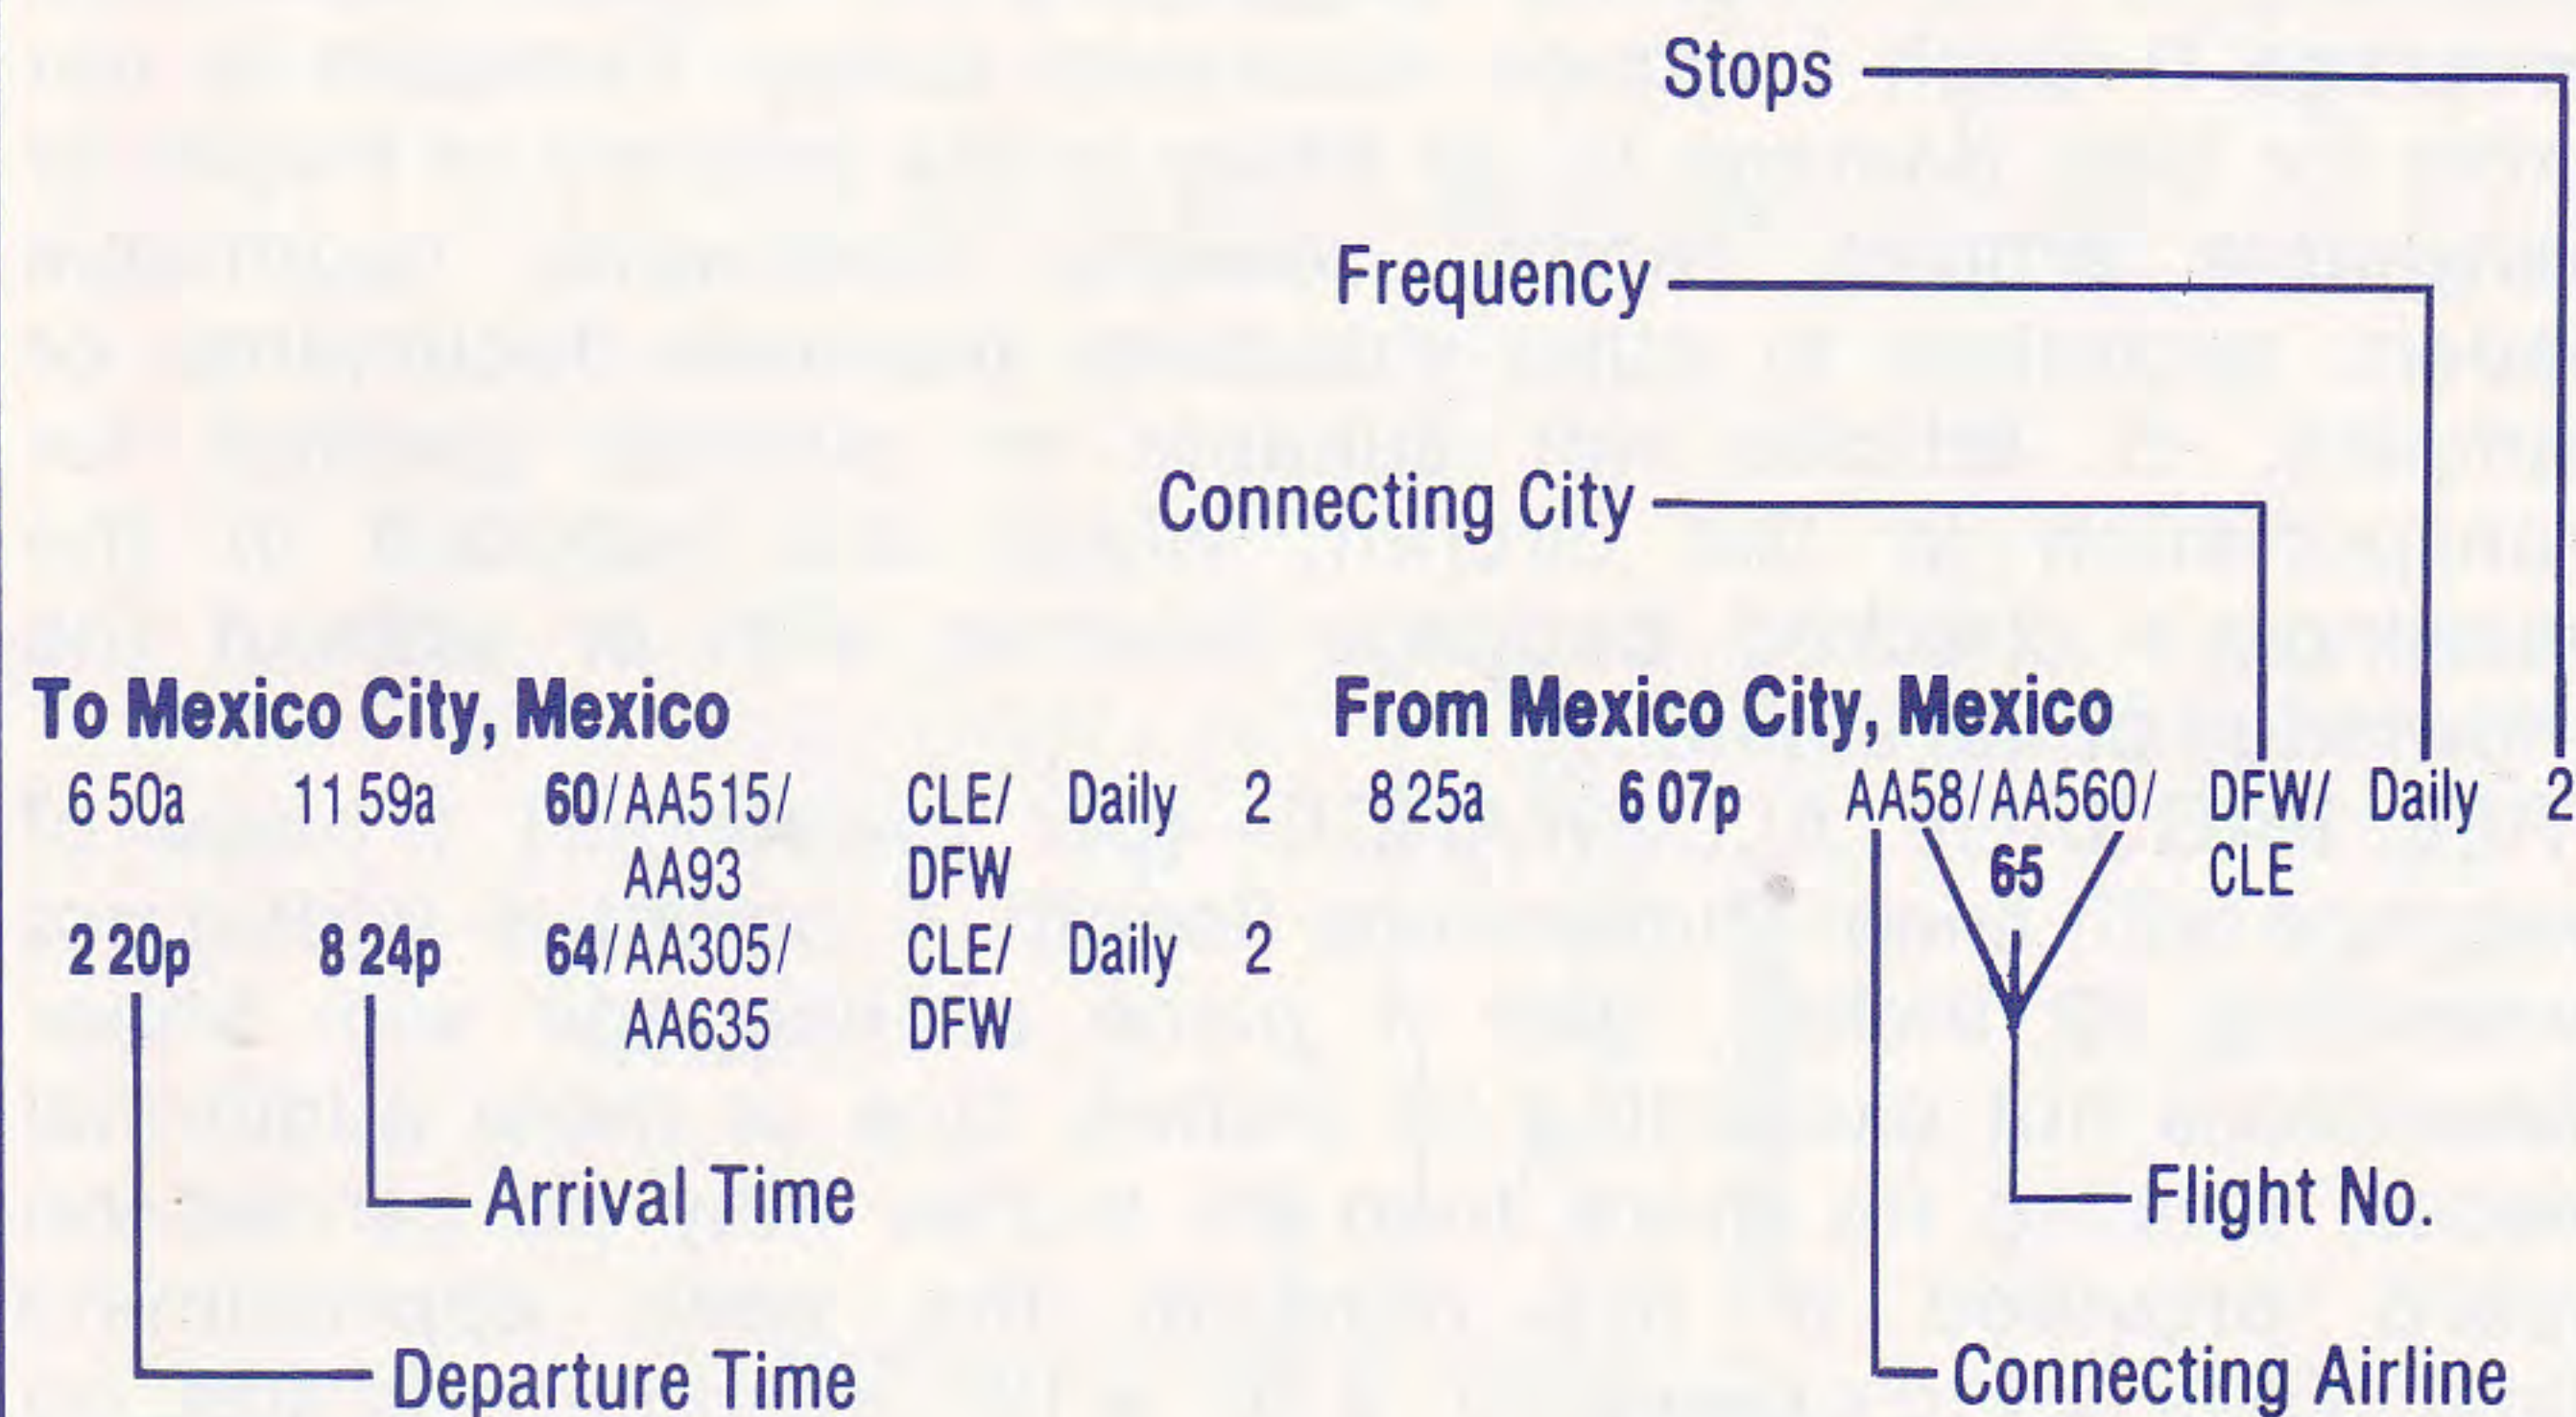 Stops
Frequency
Connecting City
To Mexico City, Mexico
6 50a 11 59a 60/AA515/ CLE/ Daily 2
AA93 DFW
2 20p 8 24p 64/AA305/ CLE/ Daily 2
AA635 DFW
From Mexico City, Mexico
8 25a 6 07p AA58/AA560/ DFW/ Daily 2
65 CLE
Arrival Time
Flight No.
Departure Time
Connecting Airline